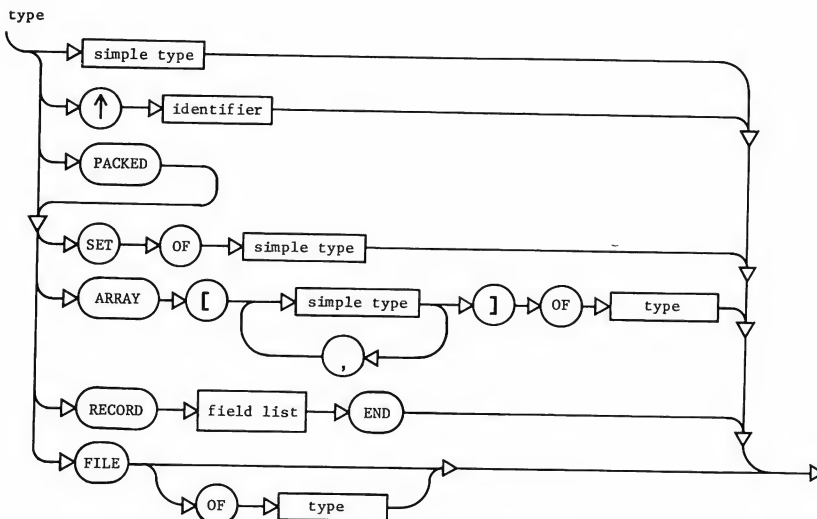 type
simple type
↑ identifier
PACKED
SET OF simple type
ARRAY [ simple type ] OF type
,
RECORD field list END
FILE
OF type